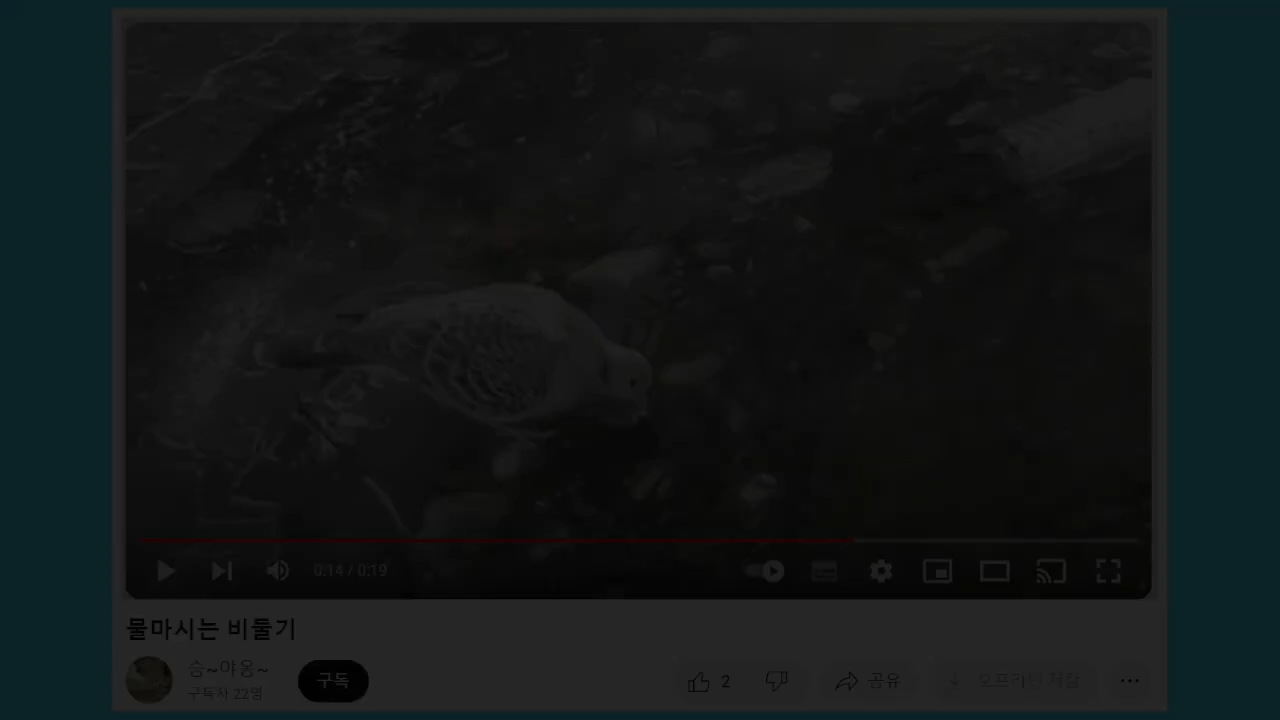 0:14 / 0:19
물마시는 비둘기
승~야옹~
구독자 22명
구독
2
공유
오프라인 저장